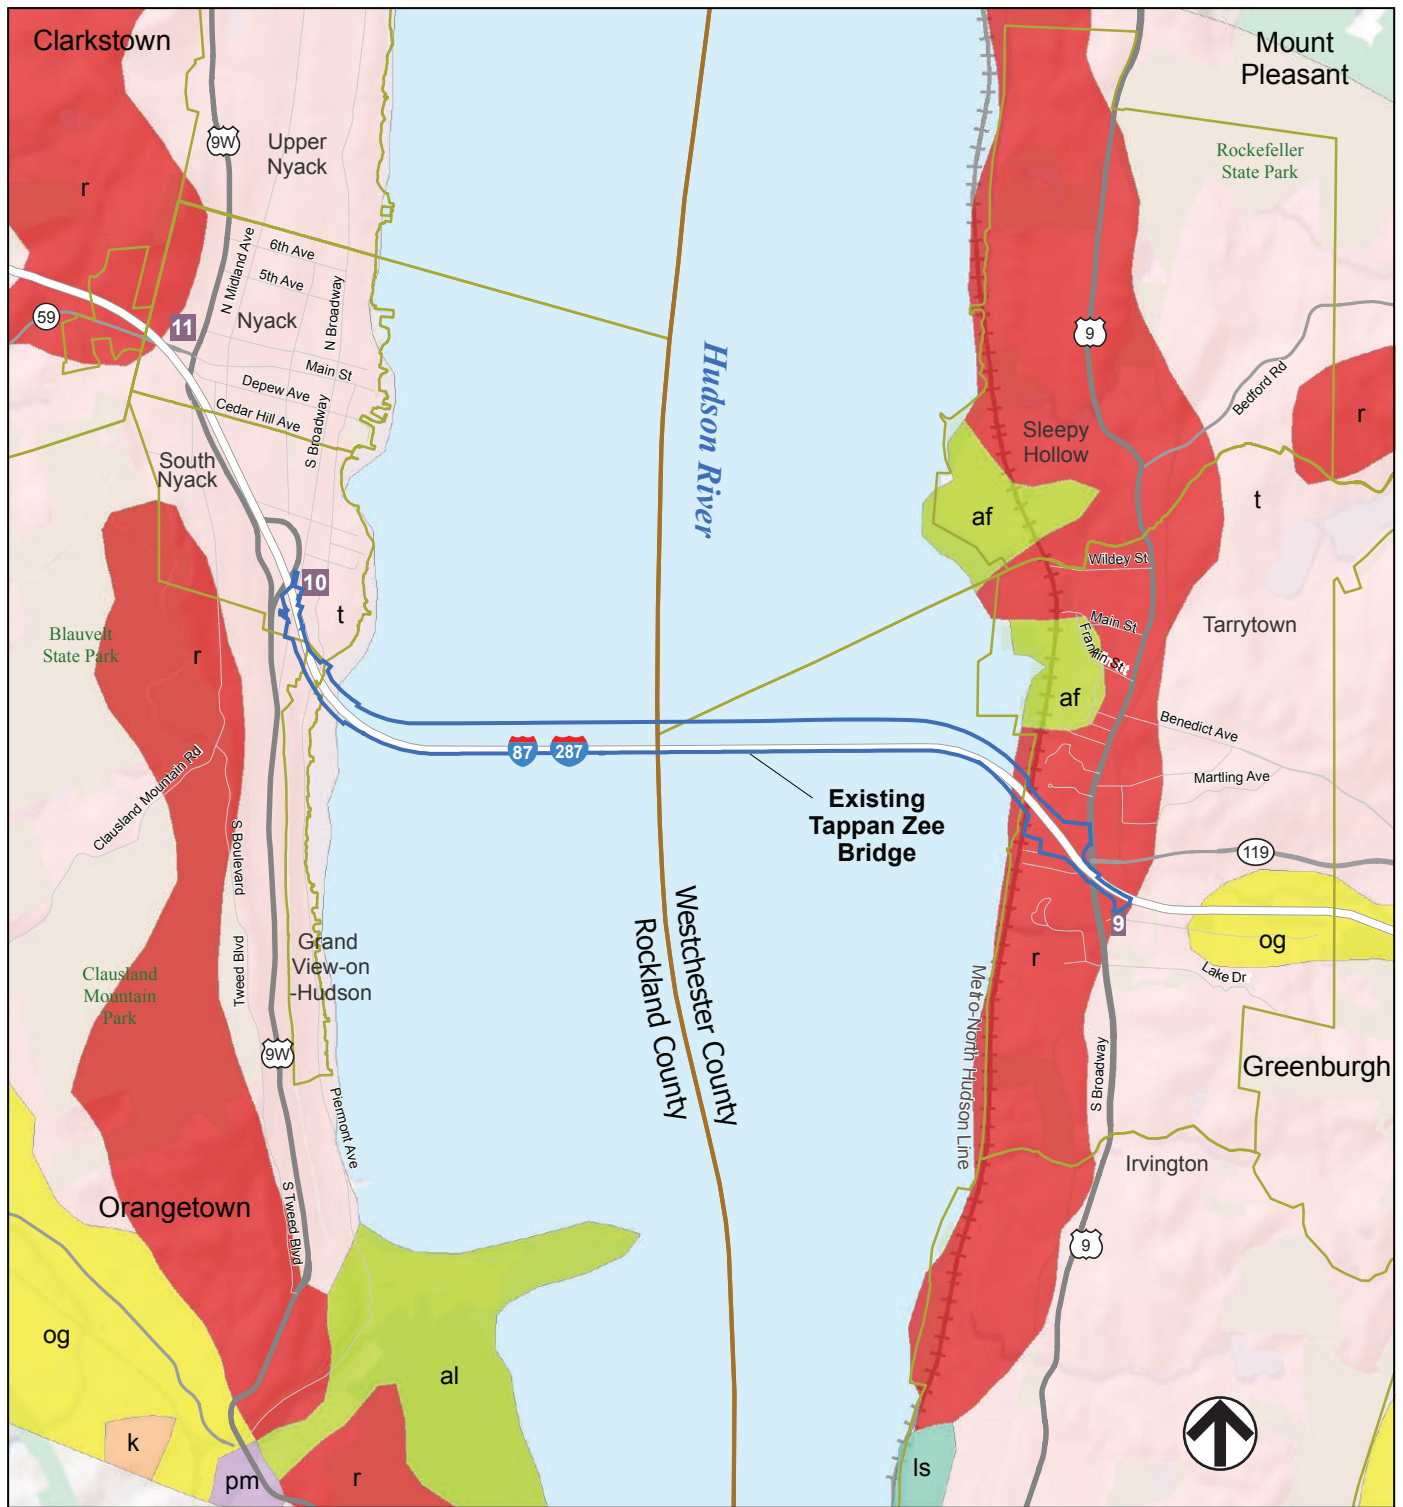 Clarkstown
Mount
Pleasant
9W
Upper
Nyack
Rockefeller
State Park
r
N Midland Ave
6th Ave
5th Ave
N Broadway
59
11
Nyack
9
Hudson River
Main St
Depew Ave
Cedar Hill Ave
S Broadway
Bedford Rd
r
Sleepy
Hollow
South
Nyack
t
af
Wildey St
10
t
Main St
Tarrytown
Franklin St
Blauvelt
State Park
r
af
Benedict Ave
87
287
Martling Ave
Clausland Mountain Rd
Existing
Tappan Zee
Bridge
S Boulevard
119
Westchester County
Rockland County
9
og
Grand
View-on
-Hudson
Tweed Blvd
r
Lake Dr
Clausland
Mountain
Park
Metro-North Hudson Line
9W
S Broadway
Greenburgh
Piermont Ave
Irvington
Orangetown
S Tweed Blvd
9
og
al
k
pm
r
ls